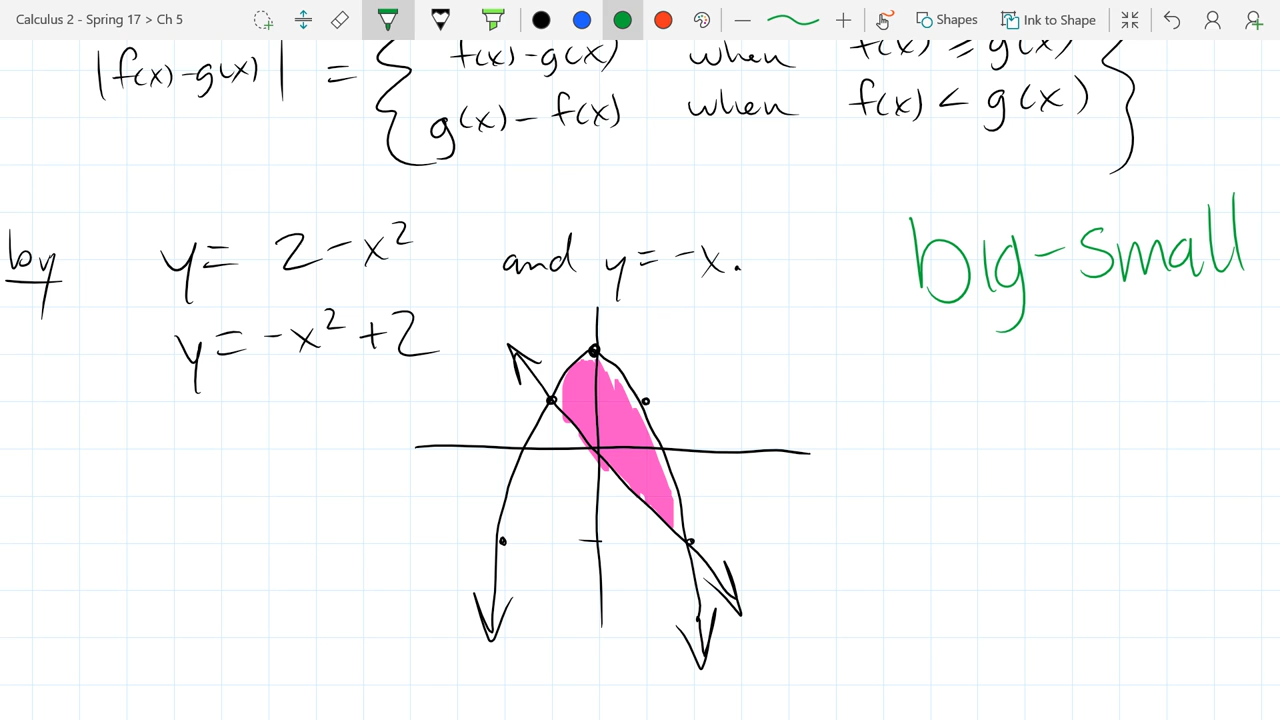 Calculus 2 - Spring 17 > Ch 5
Shapes
Ink to Shape
|f(x)-g(x)| = { f(x)-g(x) when f(x) ≥ g(x) }
g(x) - f(x) when f(x) < g(x)
by y = 2 - x² and y = -x.
big-small
y = -x² + 2